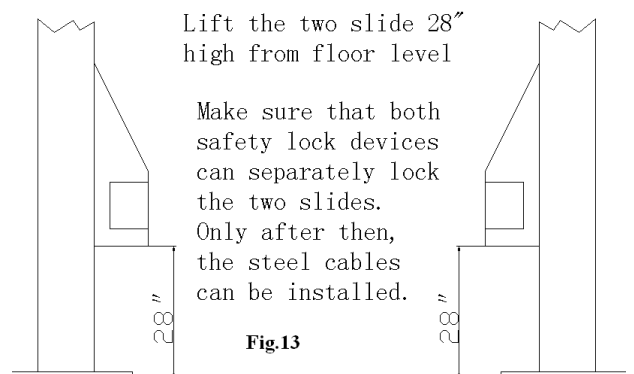 Lift the two slide 28″
high from floor level
Make sure that both
safety lock devices
can separately lock
the two slides.
Only after then,
the steel cables
can be installed.
28″
28″
Fig.13